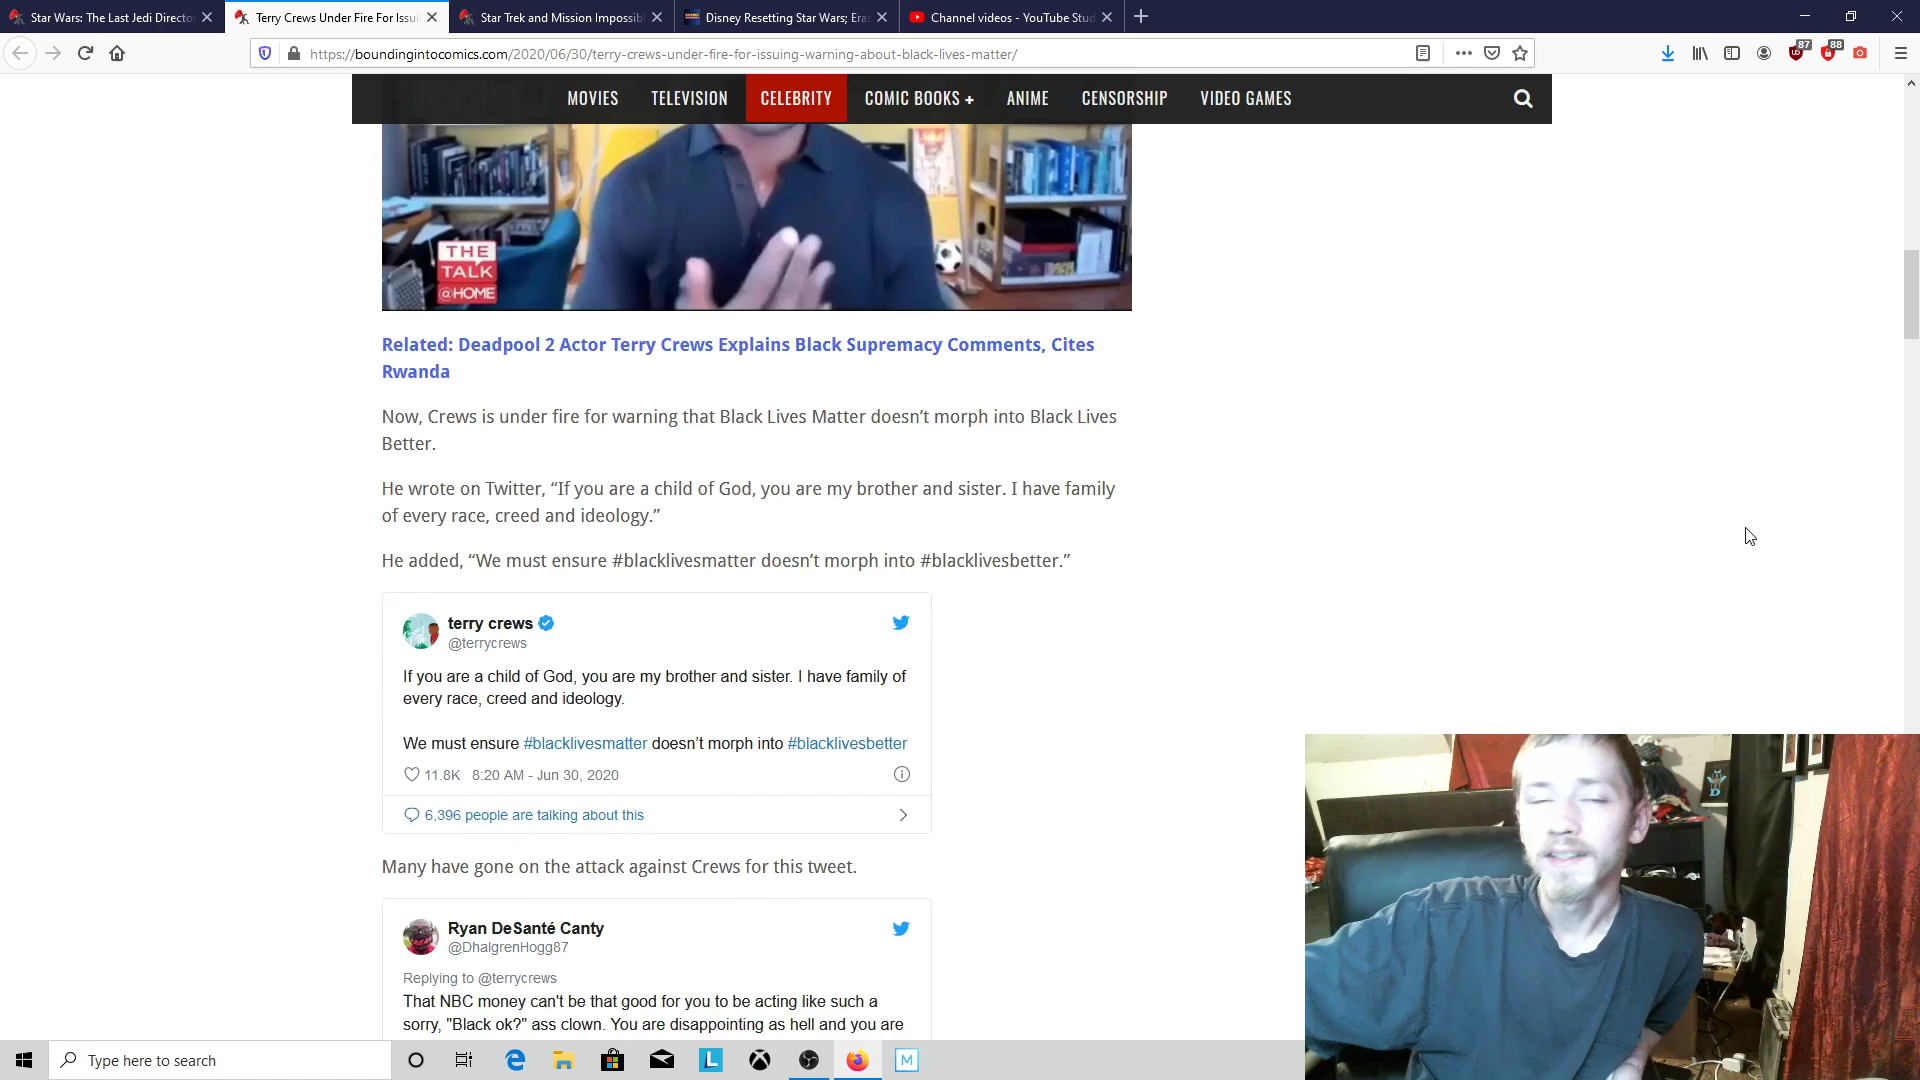 Star Wars: The Last Jedi Directo
Terry Crews Under Fire For Issui
Star Trek and Mission Impossibl
Disney Resetting Star Wars; Eras
Channel videos - YouTube Stud
https://boundingintocomics.com/2020/06/30/terry-crews-under-fire-for-issuing-warning-about-black-lives-matter/
87
88
MOVIES
TELEVISION
CELEBRITY
COMIC BOOKS +
ANIME
CENSORSHIP
VIDEO GAMES
THE
TALK
@HOME
Related: Deadpool 2 Actor Terry Crews Explains Black Supremacy Comments, Cites
Rwanda
Now, Crews is under fire for warning that Black Lives Matter doesn’t morph into Black Lives
Better.
He wrote on Twitter, “If you are a child of God, you are my brother and sister. I have family
of every race, creed and ideology.”
He added, “We must ensure #blacklivesmatter doesn’t morph into #blacklivesbetter.”
terry crews
@terrycrews
If you are a child of God, you are my brother and sister. I have family of
every race, creed and ideology.
We must ensure #blacklivesmatter doesn’t morph into #blacklivesbetter
11.8K 8:20 AM - Jun 30, 2020
6,396 people are talking about this
Many have gone on the attack against Crews for this tweet.
Ryan DeSanté Canty
@DhalgrenHogg87
Replying to @terrycrews
That NBC money can't be that good for you to be acting like such a
sorry, "Black ok?" ass clown. You are disappointing as hell and you are
Type here to search
L
M
D